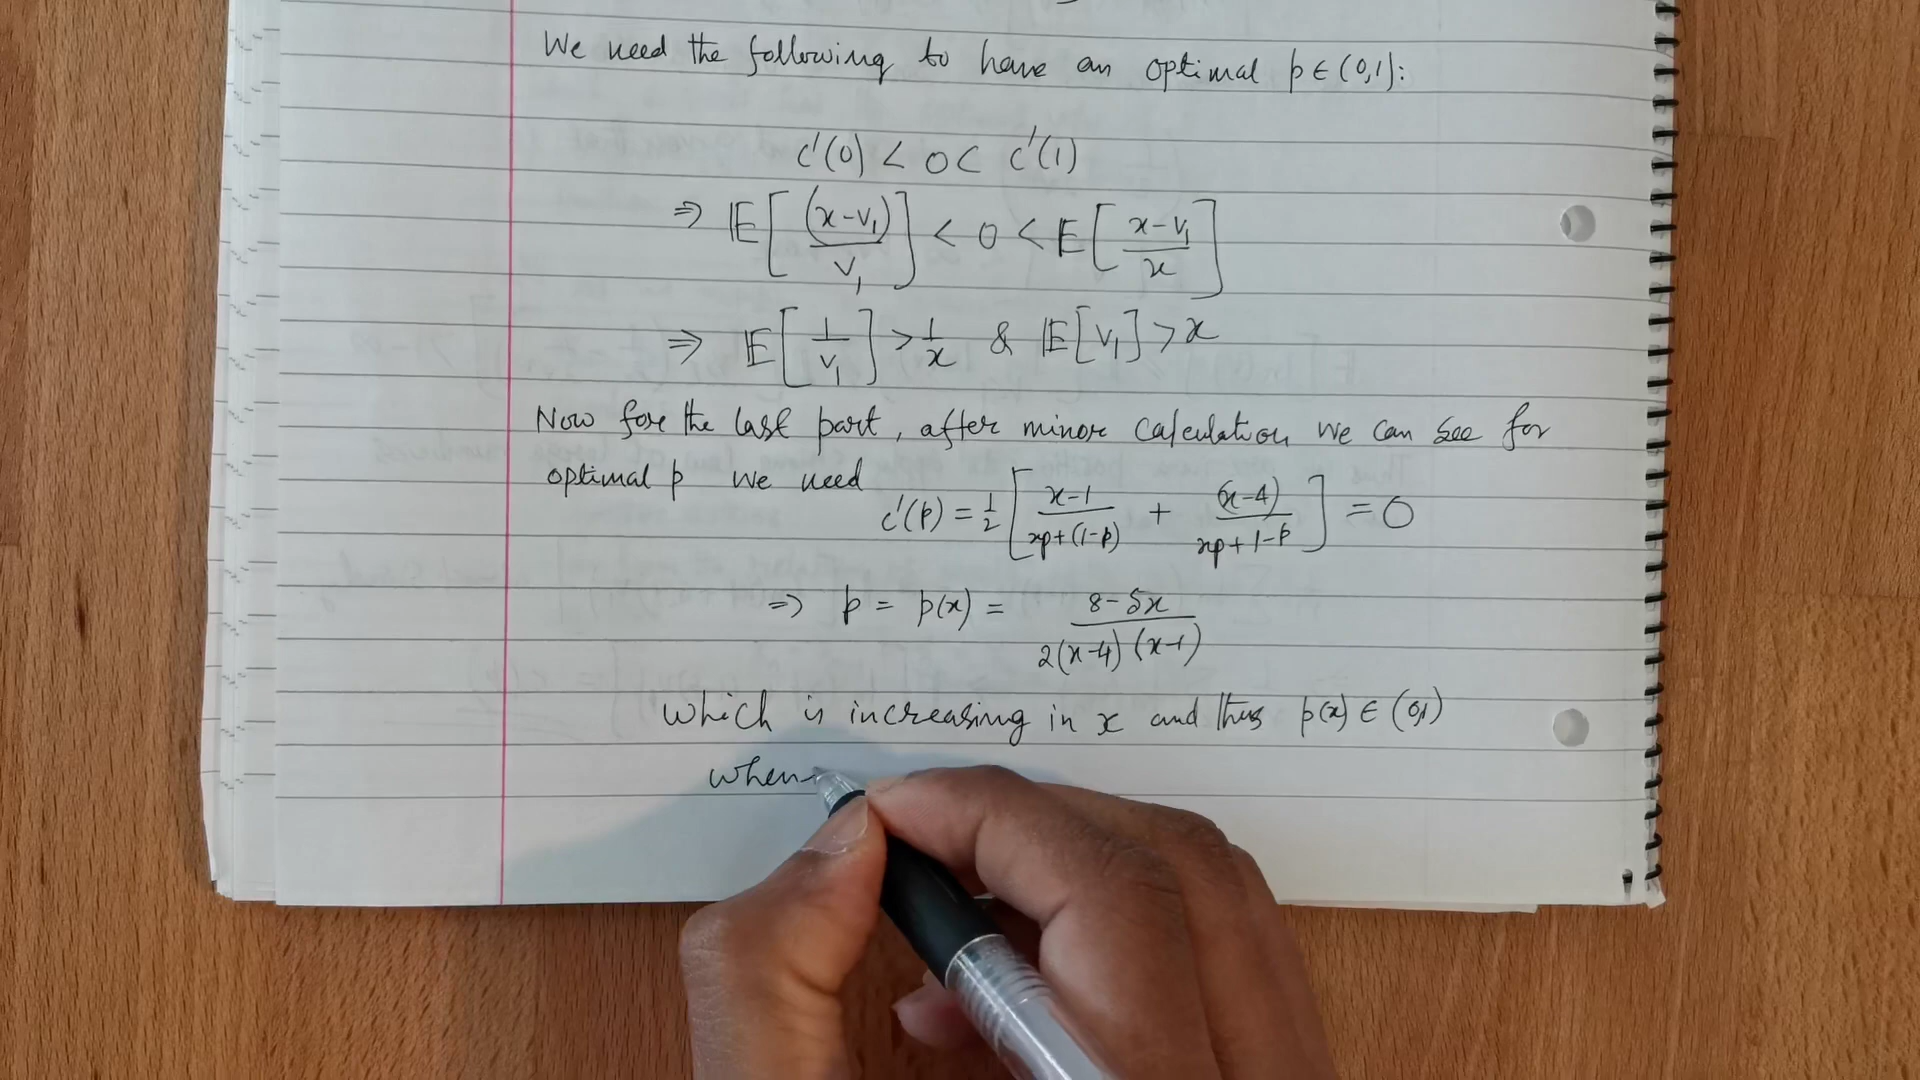 We need the following to have an optimal p ∈ (0,1):
c'(0) < 0 < c'(1)
⇒ 𝔼[(x-v₁)/v₁] < 0 < 𝔼[(x-v₁)/x]
⇒ 𝔼[1/v₁] > 1/x & 𝔼[v₁] > x
Now for the last part, after minor calculation we can see for
optimal p we need
c'(p) = 1/2 [(x-1)/(xp+(1-p)) + (x-4)/(xp+1-p)] = 0
⇒ p = p(x) = (8-5x)/(2(x-4)(x-1))
which is increasing in x and thus p(x) ∈ (0,1)
when